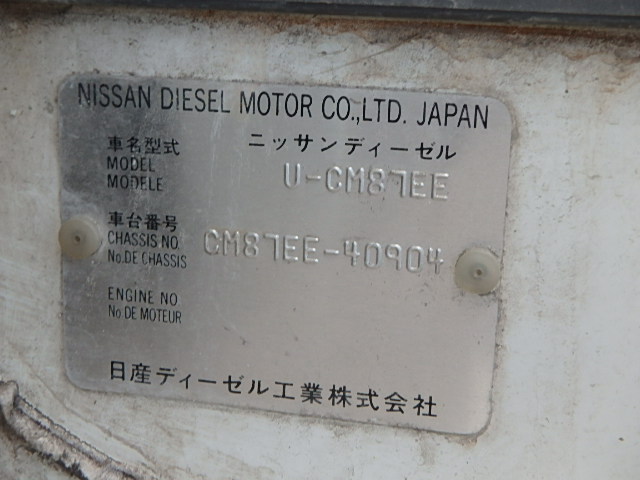 NISSAN DIESEL MOTOR CO.,LTD. JAPAN
車名型式 ニッサンディーゼル
MODEL
MODELE U-CM87EE
車台番号
CHASSIS NO. CM87EE-40904
No.DE CHASSIS
ENGINE NO
No.DE MOTEUR
日産ディーゼル工業株式会社